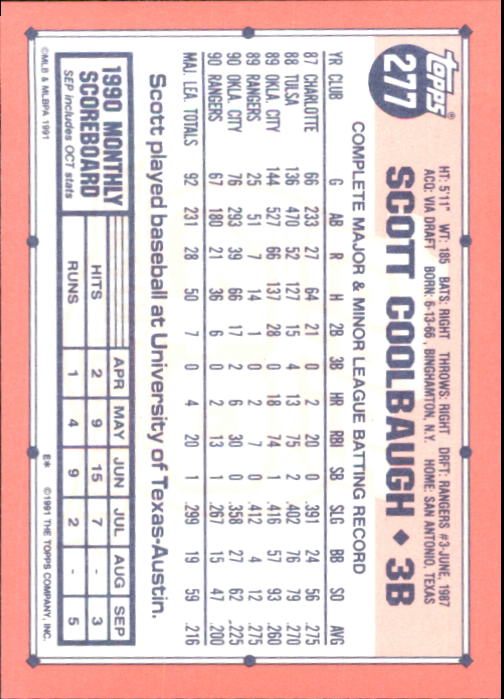 topps®
277
HT: 5'11" WT: 185 BATS: RIGHT THROWS: RIGHT DRFT: RANGERS #3-JUNE, 1987
ACQ: VIA DRAFT BORN: 6-13-66, BINGHAMTON, N.Y. HOME: SAN ANTONIO, TEXAS
SCOTT COOLBAUGH ♦ 3B
COMPLETE MAJOR & MINOR LEAGUE BATTING RECORD
YR CLUB G AB R H 2B 3B HR RBI SB SLG BB SO AVG
87 CHARLOTTE 66 233 27 64 21 0 2 20 0 .391 24 56 .275
88 TULSA 136 470 52 127 15 4 13 75 2 .402 76 79 .270
89 OKLA. CITY 144 527 66 137 28 0 18 74 1 .416 57 93 .260
89 RANGERS 25 51 7 14 1 0 2 7 0 .412 4 12 .275
90 OKLA. CITY 76 293 39 66 17 2 6 30 0 .358 27 62 .225
90 RANGERS 67 180 21 36 6 0 2 13 1 .267 15 47 .200
MAJ. LEA. TOTALS 92 231 28 50 7 0 4 20 1 .299 19 59 .216
Scott played baseball at University of Texas-Austin.
1990 MONTHLY
SCOREBOARD
SEP includes OCT stats
APR MAY JUN JUL AUG SEP
HITS 2 9 15 7 - 3
RUNS 1 4 9 2 - 5
©MLB & MLBPA 1991
E* ©1991 THE TOPPS COMPANY, INC.